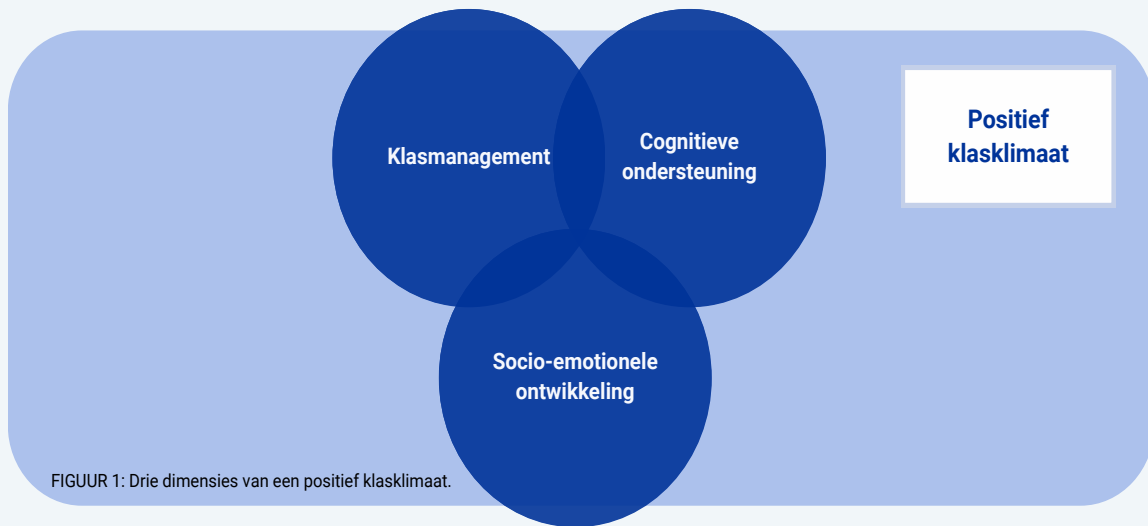 Klasmanagement
Cognitieve
ondersteuning
Positief
klasklimaat
Socio-emotionele
ontwikkeling
FIGUUR 1: Drie dimensies van een positief klasklimaat.